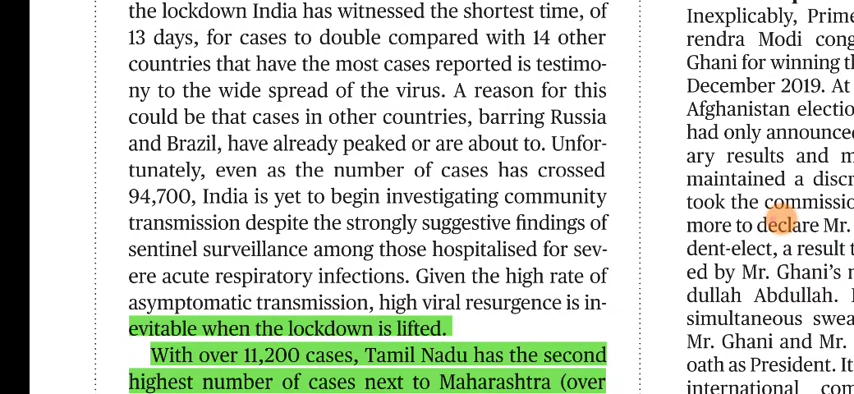 the lockdown India has witnessed the shortest time, of
13 days, for cases to double compared with 14 other
countries that have the most cases reported is testimo-
ny to the wide spread of the virus. A reason for this
could be that cases in other countries, barring Russia
and Brazil, have already peaked or are about to. Unfor-
tunately, even as the number of cases has crossed
94,700, India is yet to begin investigating community
transmission despite the strongly suggestive findings of
sentinel surveillance among those hospitalised for sev-
ere acute respiratory infections. Given the high rate of
asymptomatic transmission, high viral resurgence is in-
evitable when the lockdown is lifted.
With over 11,200 cases, Tamil Nadu has the second
highest number of cases next to Maharashtra (over
Inexplicably, Prime
rendra Modi cong
Ghani for winning th
December 2019. At
Afghanistan electio
had only announced
ary results and m
maintained a discr
took the commissio
more to declare Mr.
dent-elect, a result t
ed by Mr. Ghani's
dullah Abdullah.
simultaneous swea
Mr. Ghani and Mr.
oath as President. It
international com